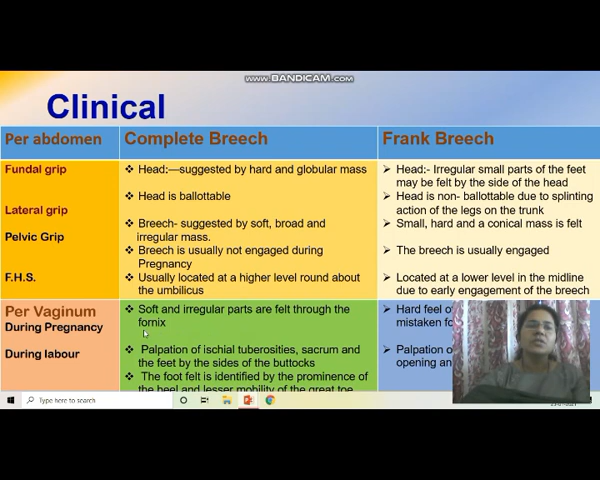 www.BANDICAM.com
Clinical
Per abdomen
Complete Breech
Frank Breech
Fundal grip
Lateral grip
Pelvic Grip
F.H.S.
❖ Head:—suggested by hard and globular mass
❖ Head is ballottable
❖ Breech- suggested by soft, broad and
irregular mass.
❖ Breech is usually not engaged during
Pregnancy
❖ Usually located at a higher level round about
the umbilicus
➢ Head:- Irregular small parts of the feet
may be felt by the side of the head
➢ Head is non- ballottable due to splinting
action of the legs on the trunk
➢ Small, hard and a conical mass is felt
➢ The breech is usually engaged
➢ Located at a lower level in the midline
due to early engagement of the breech
Per Vaginum
During Pregnancy
During labour
❖ Soft and irregular parts are felt through the
fornix
❖ Palpation of ischial tuberosities, sacrum and
the feet by the sides of the buttocks
❖ The foot felt is identified by the prominence of
the heel and lesser mobility of the great toe
➢ Hard feel of
mistaken
➢ Palpation
opening
Type here to search